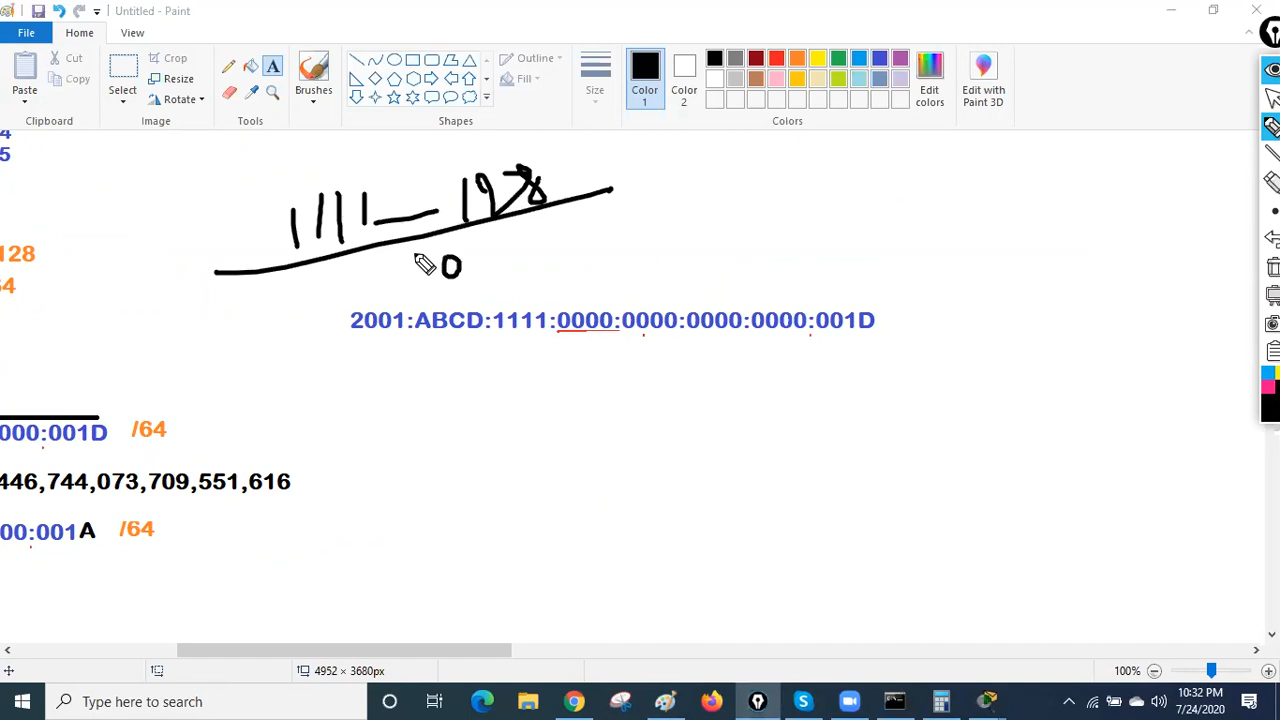 Untitled - Paint
File Home View
Paste
Cut
Copy
Clipboard
Select
Crop
Resize
Rotate
Image
A
Tools
Brushes
Outline
Fill
Shapes
Size
Color 1
Color 2
Edit colors
Edit with Paint 3D
Colors
4
5
128
64
1111
0
2001:ABCD:1111:0000:0000:0000:0000:001D
000:001D /64
446,744,073,709,551,616
00:001A /64
4952 × 3680px
100%
Type here to search
10:32 PM
7/24/2020